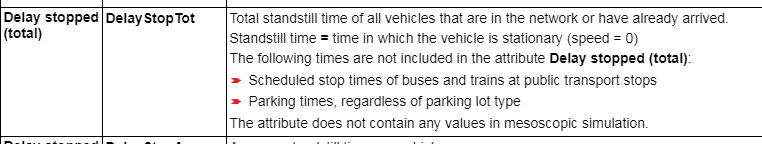 Delay stopped (total)
DelayStopTot
Total standstill time of all vehicles that are in the network or have already arrived.
Standstill time = time in which the vehicle is stationary (speed = 0)
The following times are not included in the attribute Delay stopped (total):
Scheduled stop times of buses and trains at public transport stops
Parking times, regardless of parking lot type
The attribute does not contain any values in mesoscopic simulation.